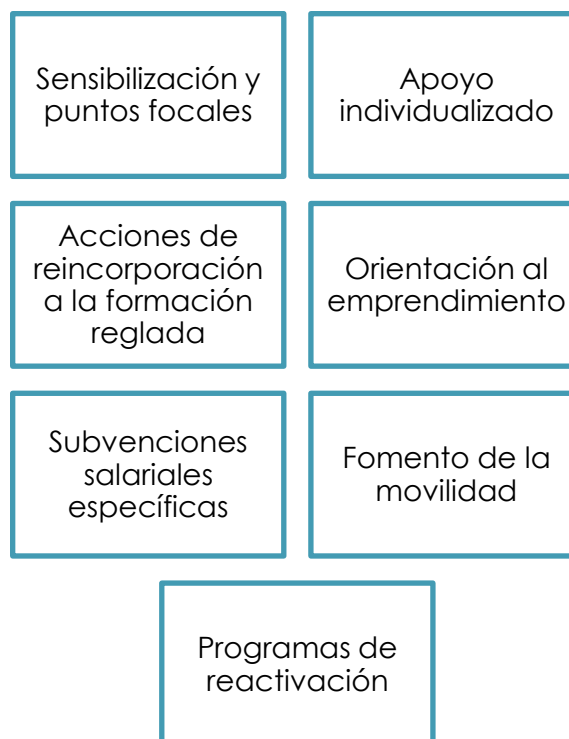 Sensibilización y
puntos focales
Apoyo
individualizado
Acciones de
reincorporación
a la formación
reglada
Orientación al
emprendimiento
Subvenciones
salariales
específicas
Fomento de la
movilidad
Programas de
reactivación